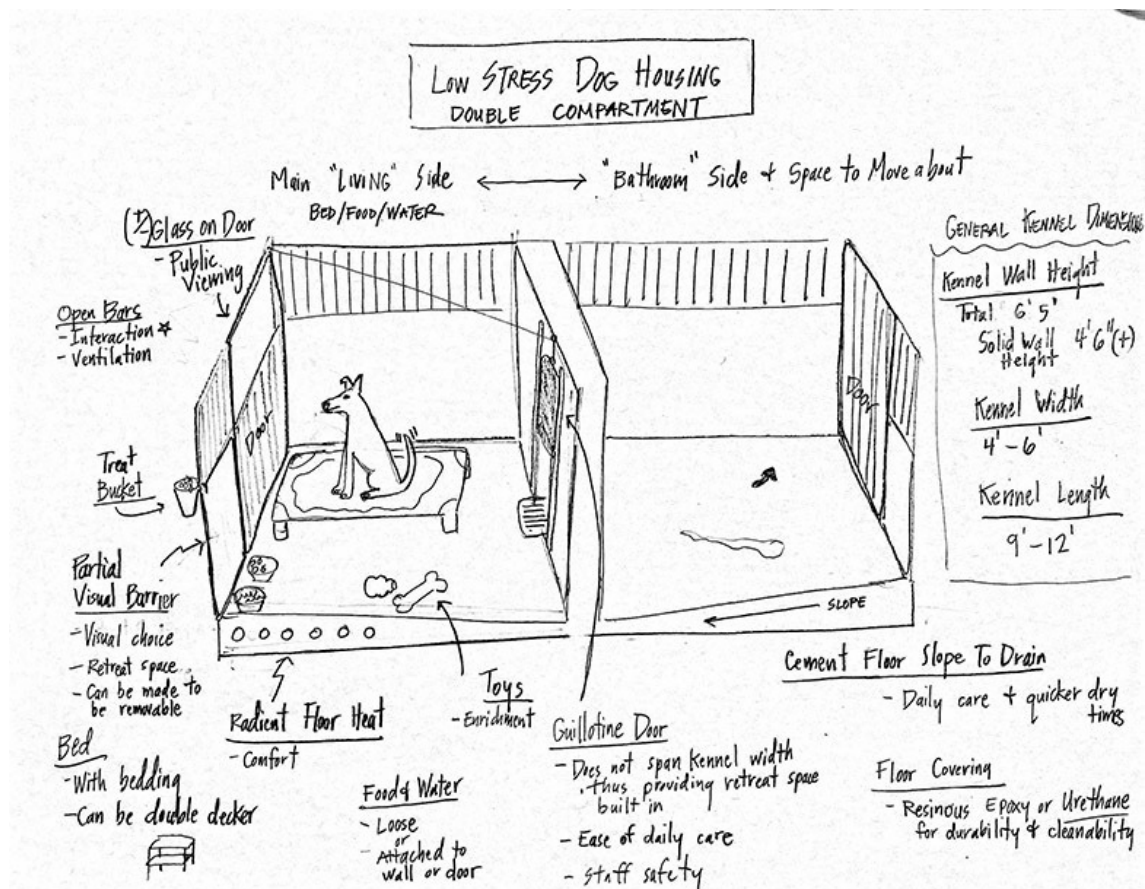 Low Stress Dog Housing
Double Compartment
Main "Living" Side
Bed/Food/Water
"Bathroom" Side + Space to Move about
(+/-) Glass on Door
- Public
Viewing
Open Bars
- Interaction ☆
- Ventilation
Door
Treat
Bucket
Partial
Visual Barrier
- Visual choice
- Retreat space
- Can be made to
be removable
Bed
- With bedding
- Can be double decker
Radient Floor Heat
- Comfort
Toys
- Enrichment
Food & Water
- Loose
or
- Attached to
wall or door
Guillotine Door
- Does not span kennel width
thus providing retreat space
built in
- Ease of daily care
- Staff safety
Door
Slope
Cement Floor Slope To Drain
- Daily care + quicker dry
times
Floor Covering
- Resinous Epoxy or Urethane
for durability & cleanability
General Kennel Dimensions
Kennel Wall Height
Total 6' 5"
Solid Wall 4' 6" (+)
Height
Kennel Width
4' - 6'
Kennel Length
9' - 12'